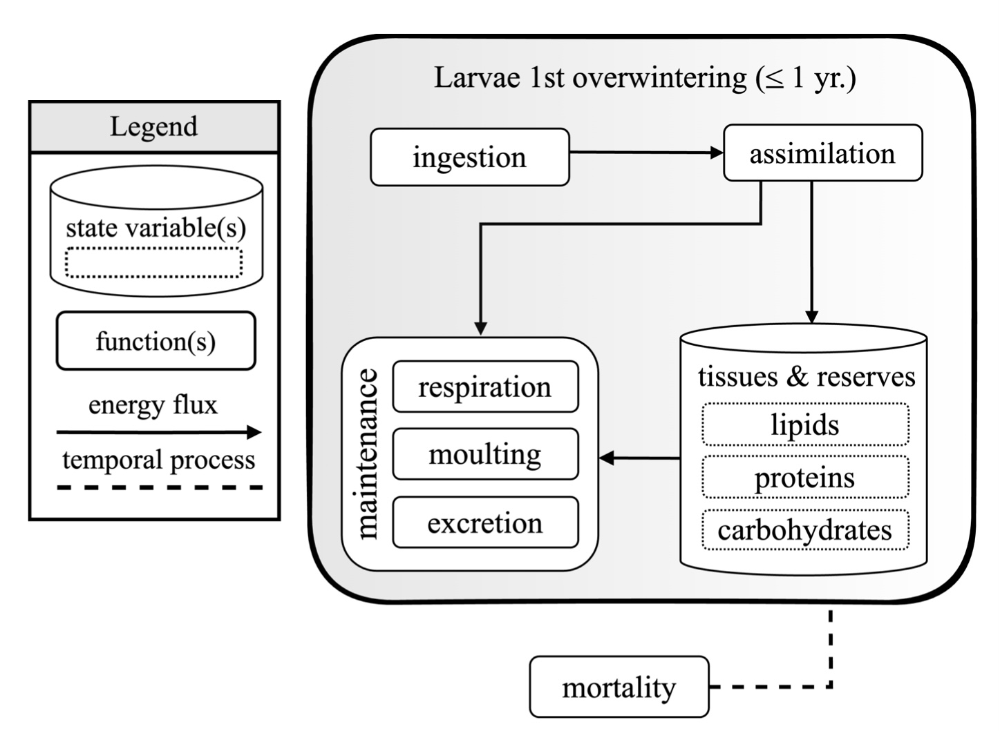 Legend
state variable(s)
function(s)
energy flux
temporal process
Larvae 1st overwintering (≤ 1 yr.)
ingestion
assimilation
maintenance
respiration
moulting
excretion
tissues & reserves
lipids
proteins
carbohydrates
mortality